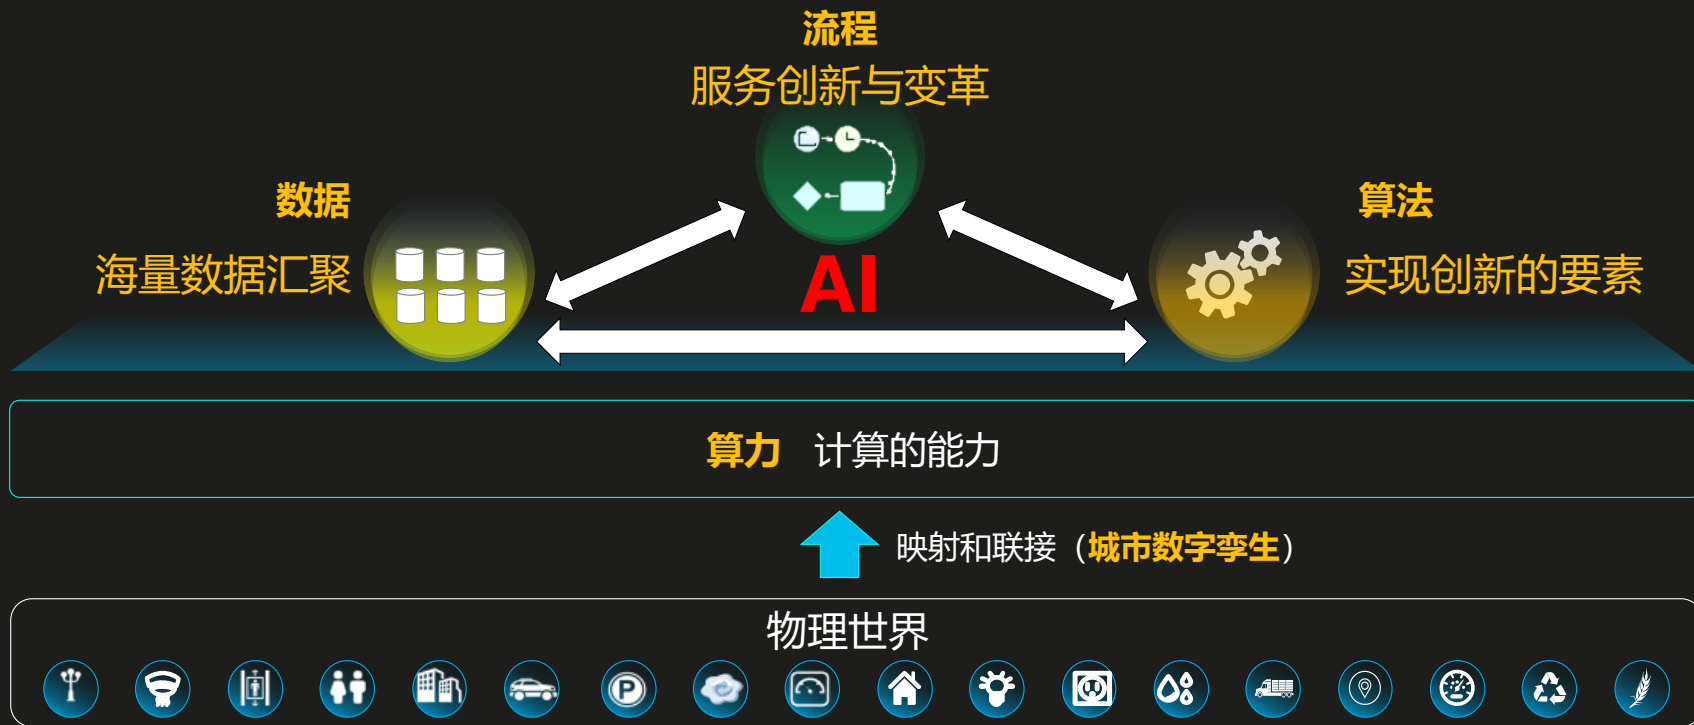 流程
服务创新与变革
数据
海量数据汇聚
AI
算法
实现创新的要素
算力 计算的能力
映射和联接（城市数字孪生）
物理世界
P